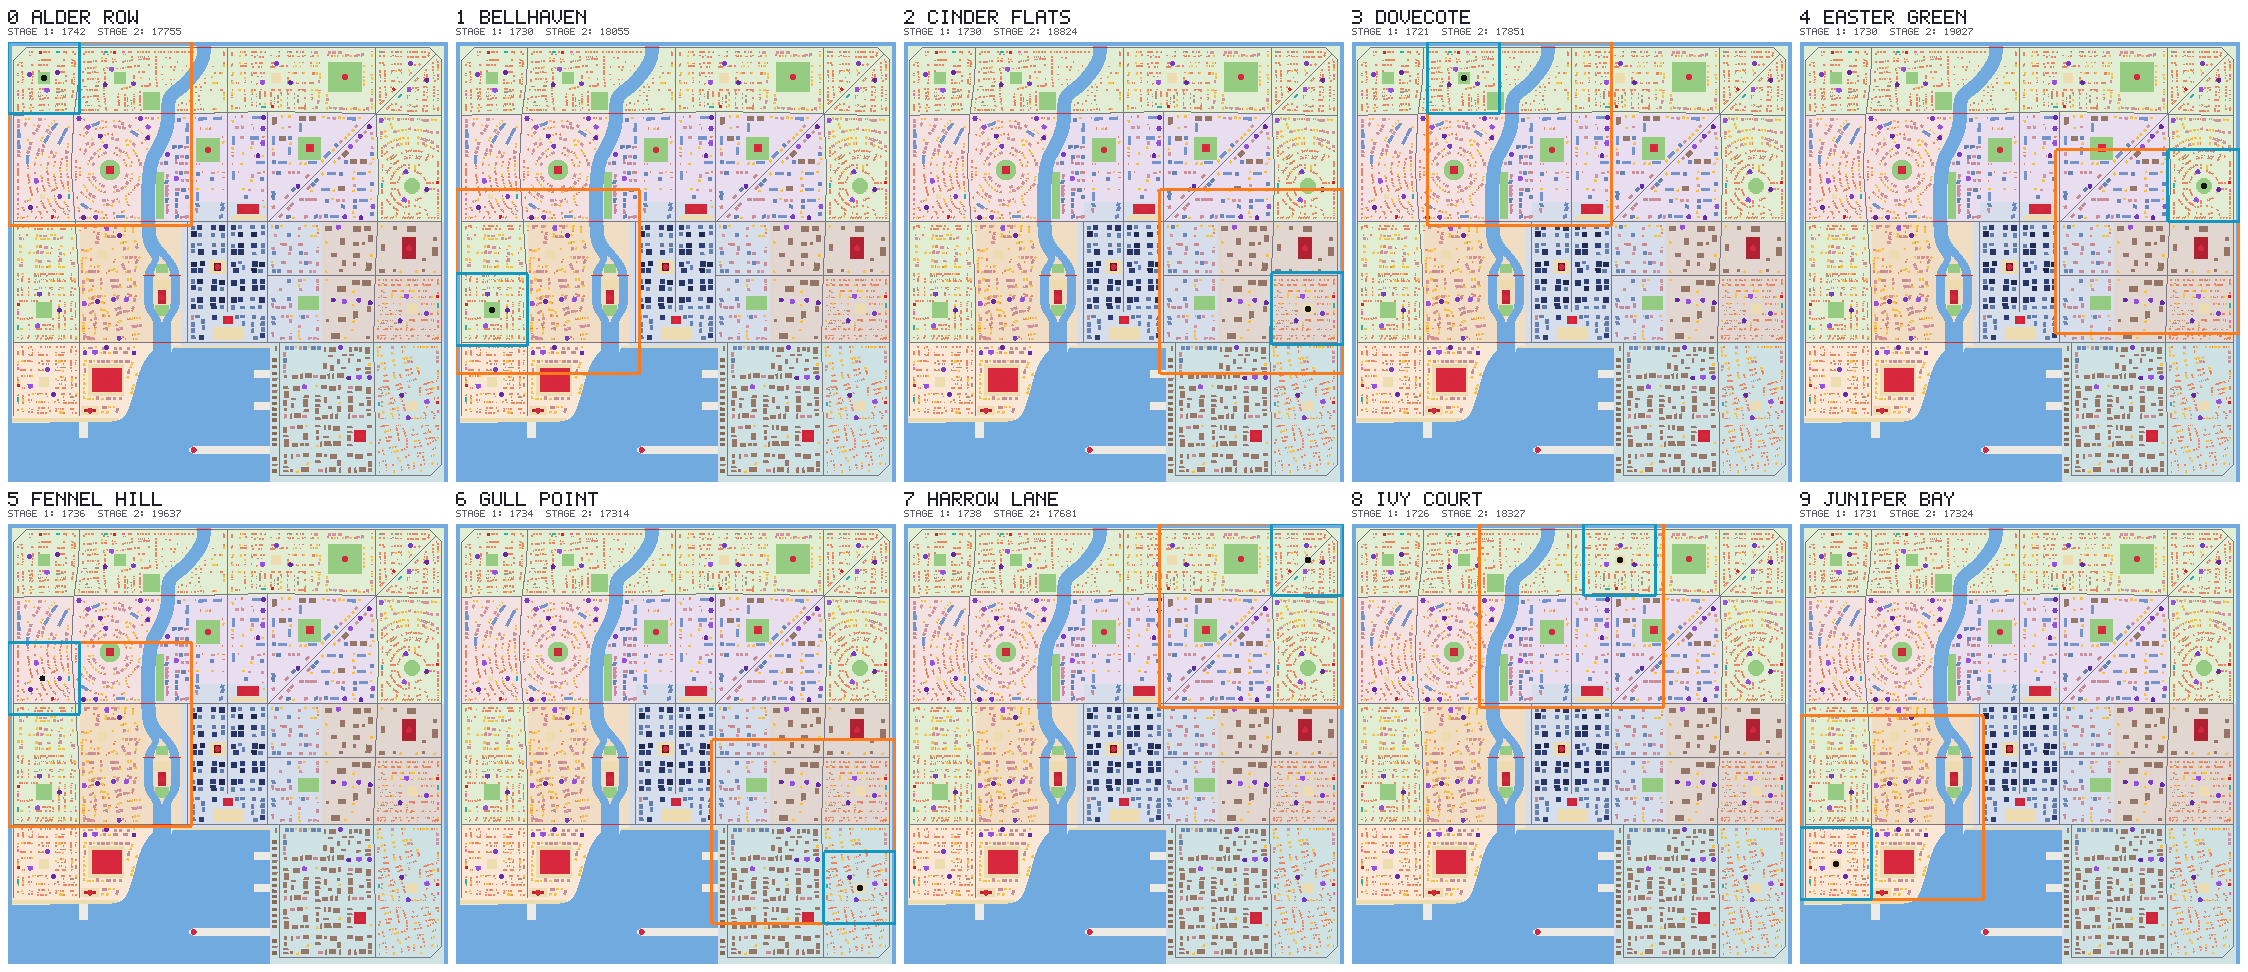 0 ALDER ROW
STAGE 1: 1742 STAGE 2: 17755
1 BELLHAVEN
STAGE 1: 1730 STAGE 2: 18055
2 CINDER FLATS
STAGE 1: 1730 STAGE 2: 18824
3 DOVECOTE
STAGE 1: 1721 STAGE 2: 17851
4 EASTER GREEN
STAGE 1: 1730 STAGE 2: 19027
5 FENNEL HILL
STAGE 1: 1736 STAGE 2: 19637
6 GULL POINT
STAGE 1: 1734 STAGE 2: 17314
7 HARROW LANE
STAGE 1: 1738 STAGE 2: 17681
8 IVY COURT
STAGE 1: 1726 STAGE 2: 18327
9 JUNIPER BAY
STAGE 1: 1731 STAGE 2: 17324